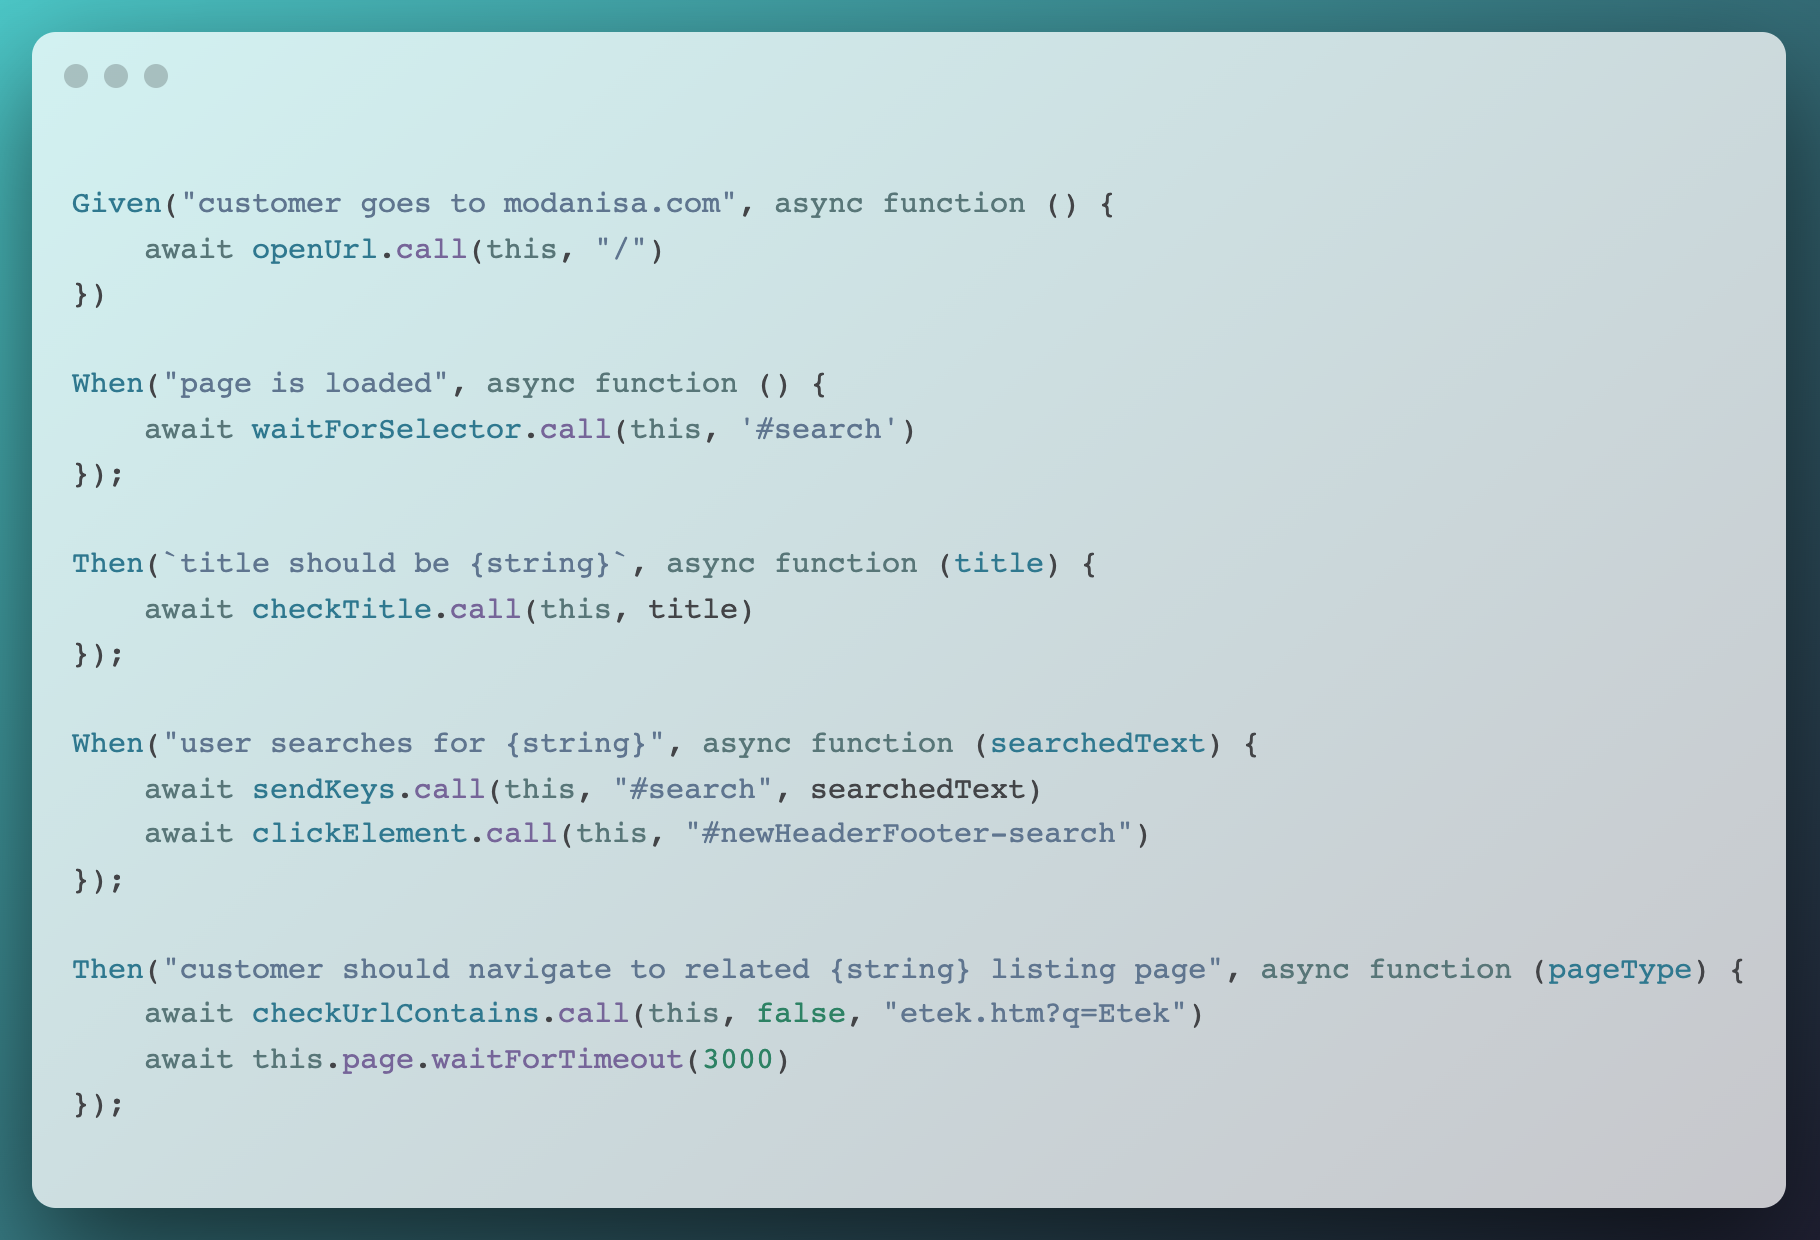 Given("customer goes to modanisa.com", async function () {
    await openUrl.call(this, "/")
})

When("page is loaded", async function () {
    await waitForSelector.call(this, '#search')
});

Then(`title should be {string}`, async function (title) {
    await checkTitle.call(this, title)
});

When("user searches for {string}", async function (searchedText) {
    await sendKeys.call(this, "#search", searchedText)
    await clickElement.call(this, "#newHeaderFooter-search")
});

Then("customer should navigate to related {string} listing page", async function (pageType) {
    await checkUrlContains.call(this, false, "etek.htm?q=Etek")
    await this.page.waitForTimeout(3000)
});